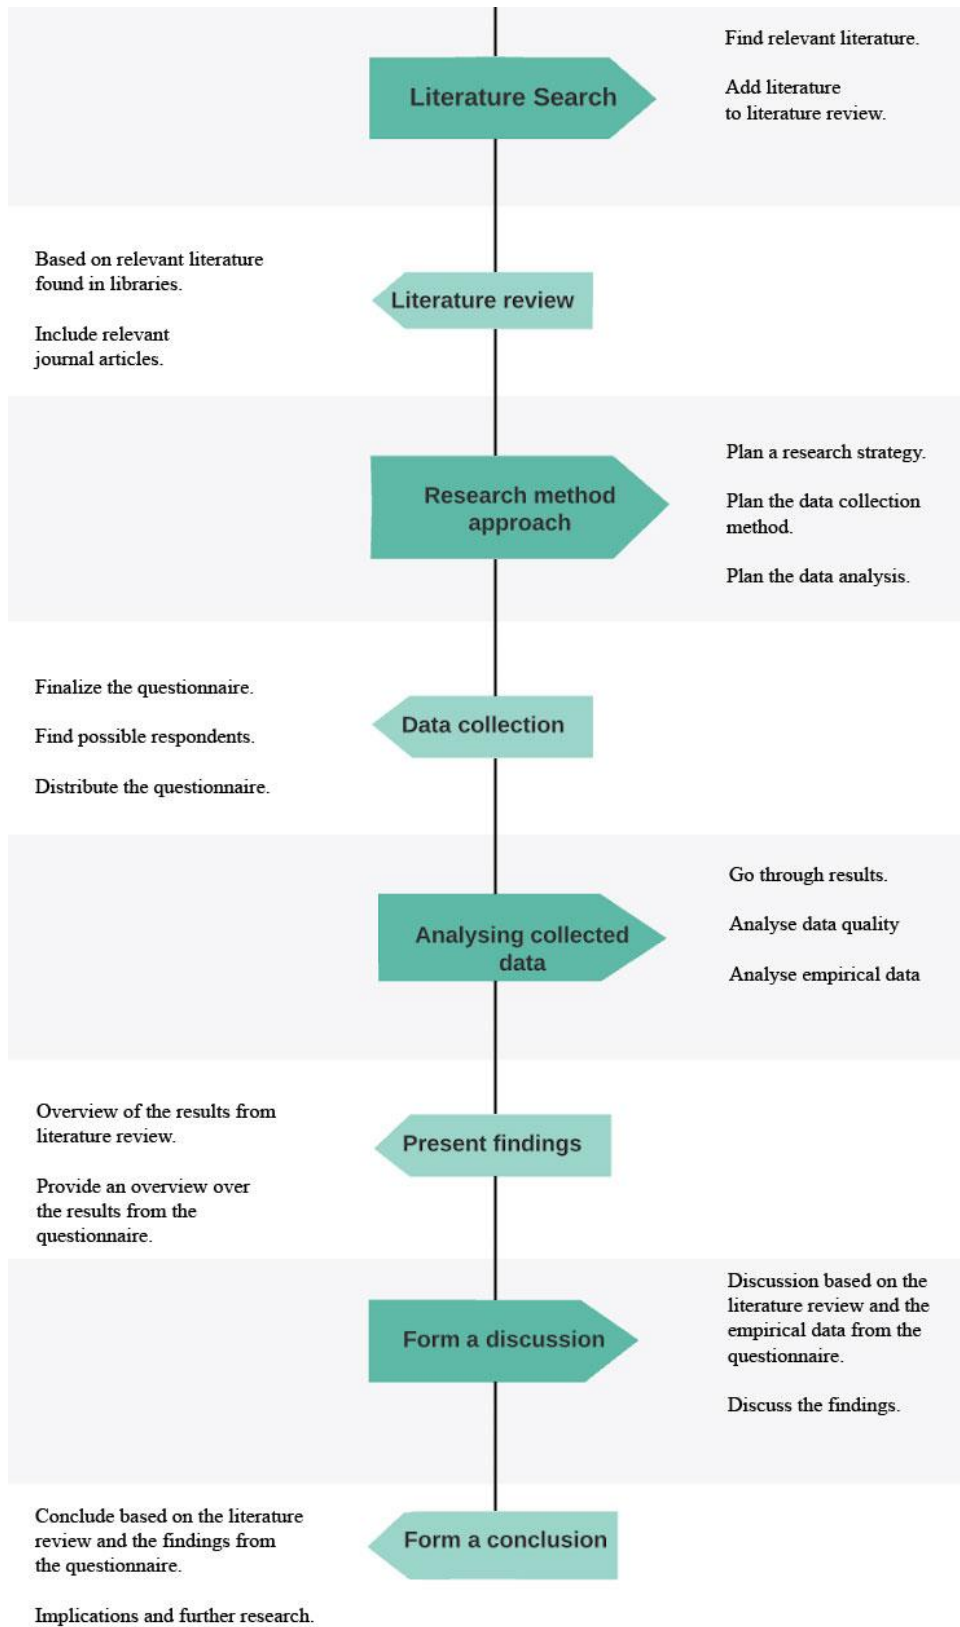 Literature Search
Find relevant literature.
Add literature
to literature review.
Literature review
Based on relevant literature
found in libraries.
Include relevant
journal articles.
Research method
approach
Plan a research strategy.
Plan the data collection
method.
Plan the data analysis.
Data collection
Finalize the questionnaire.
Find possible respondents.
Distribute the questionnaire.
Analysing collected
data
Go through results.
Analyse data quality
Analyse empirical data
Present findings
Overview of the results from
literature review.
Provide an overview over
the results from the
questionnaire.
Form a discussion
Discussion based on the
literature review and the
empirical data from the
questionnaire.
Discuss the findings.
Form a conclusion
Conclude based on the literature
review and the findings from
the questionnaire.
Implications and further research.